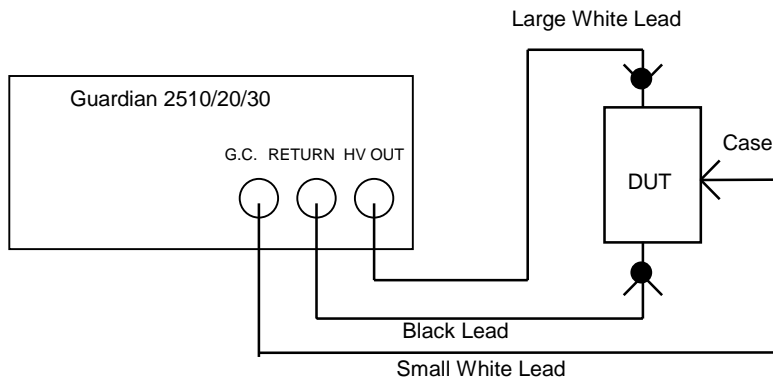 Large White Lead
Guardian 2510/20/30
Case
G.C. RETURN HV OUT
DUT
Black Lead
Small White Lead